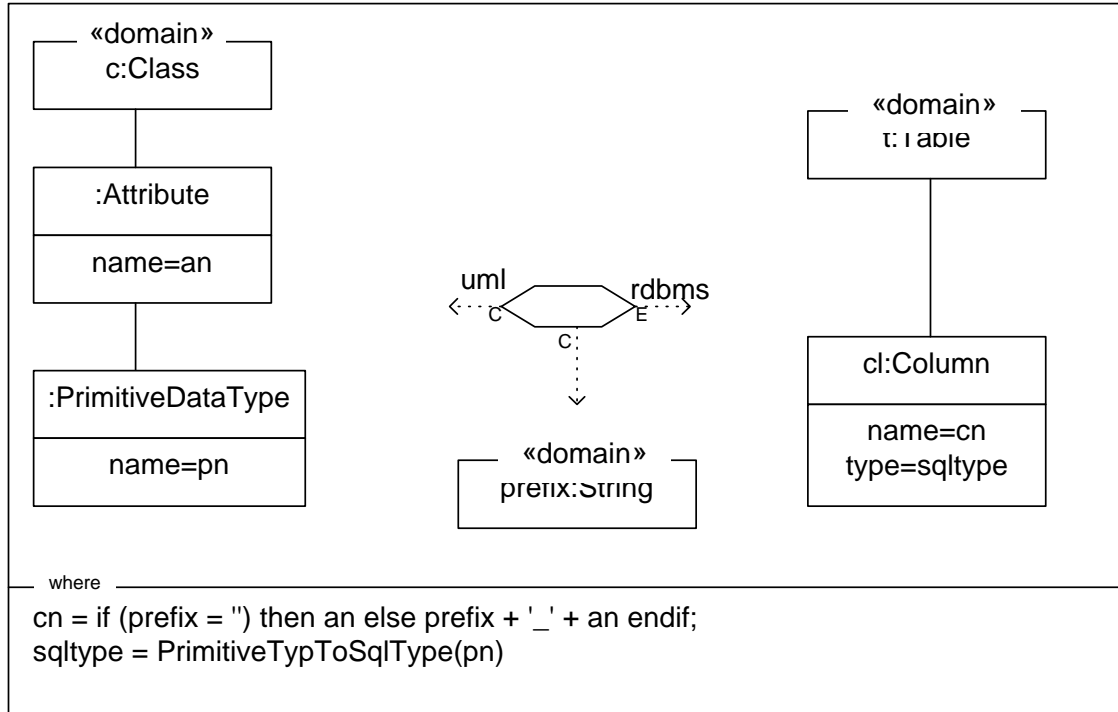 «domain»
c:Class
:Attribute
name=an
:PrimitiveDataType
name=pn
uml
rdbms
C
E
C
«domain»
prefix:String
«domain»
t:Table
cl:Column
name=cn
type=sqltype
where
cn = if (prefix = '') then an else prefix + '_' + an endif;
sqltype = PrimitiveTypToSqlType(pn)